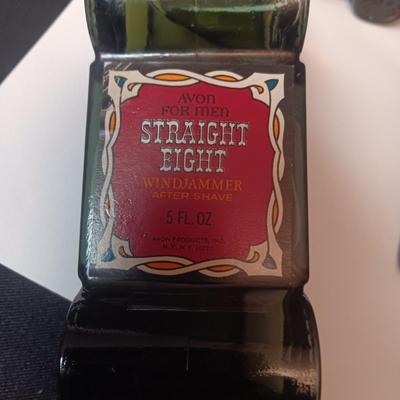 AVON
FOR MEN
STRAIGHT
EIGHT
WINDJAMMER
AFTER SHAVE
5 FL. OZ.
AVON PRODUCTS, INC.
N.Y., N.Y.